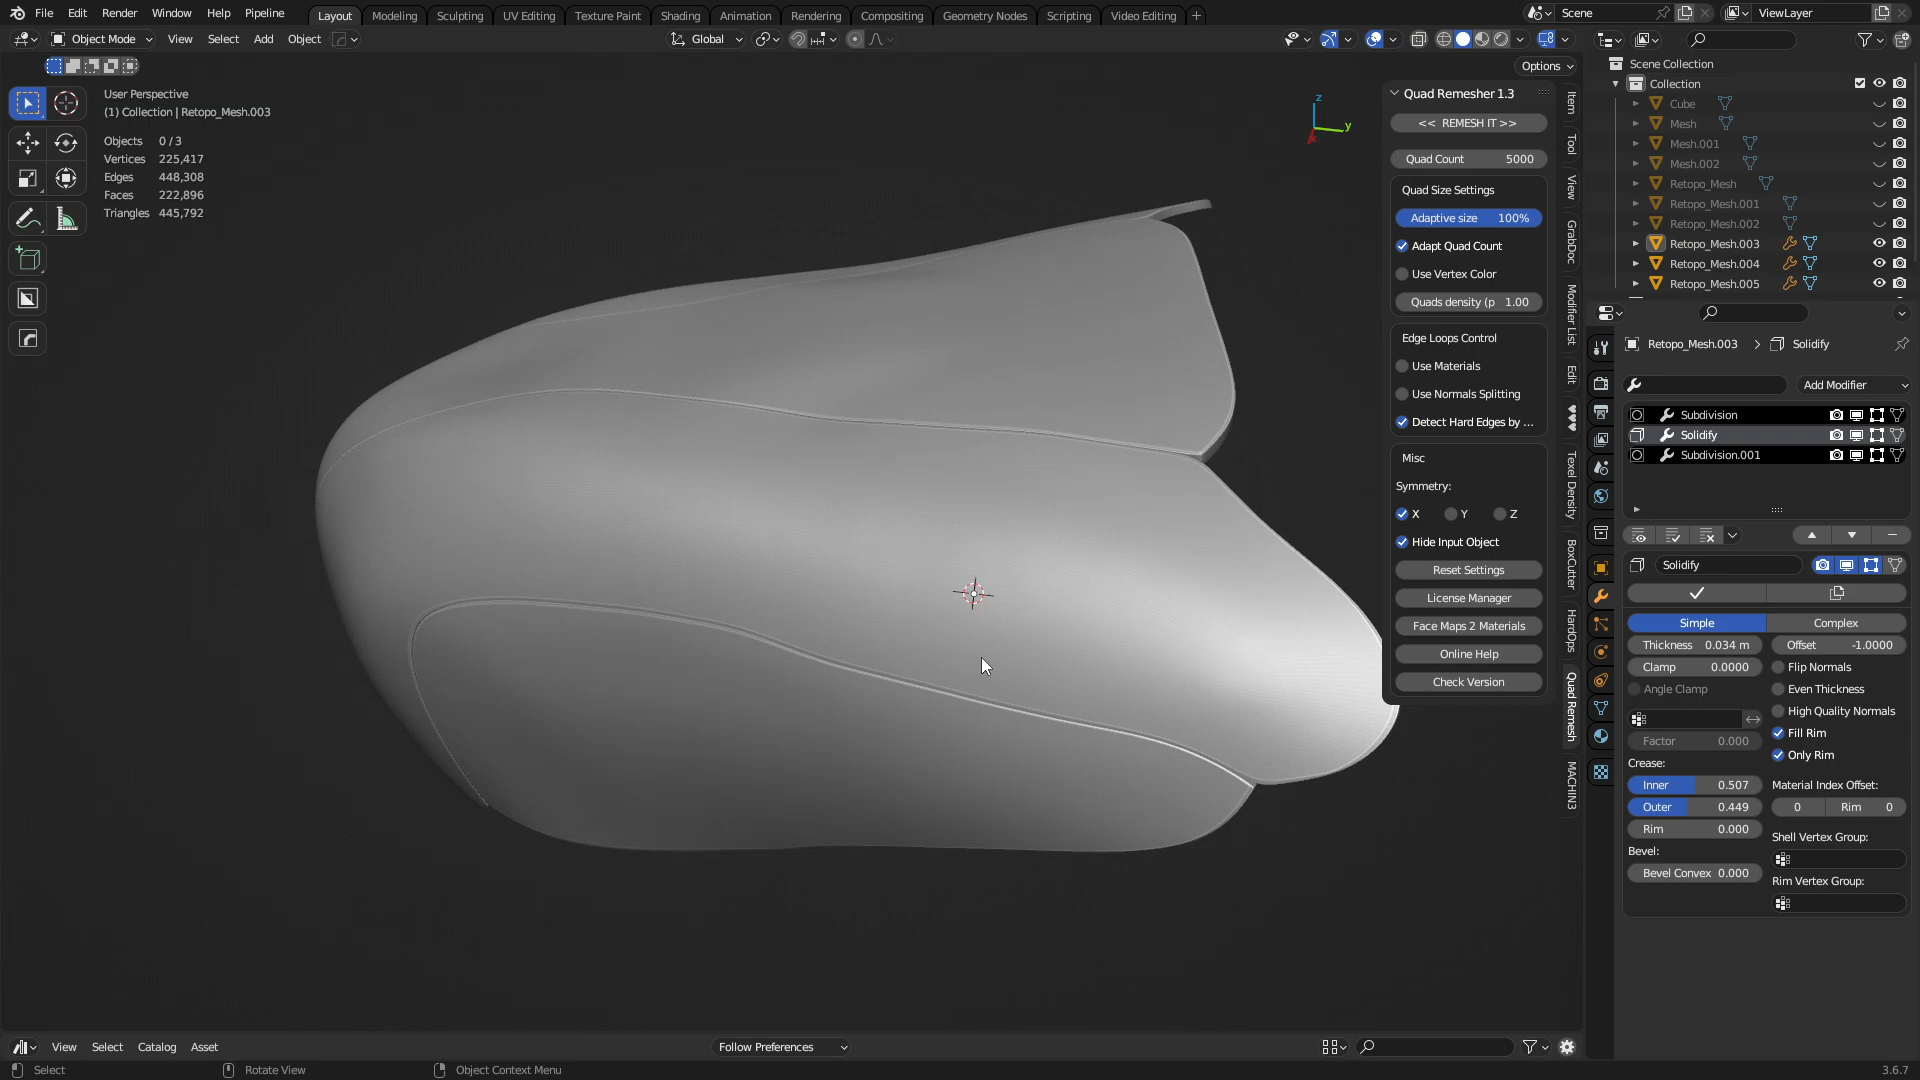 File Edit Render Window Help Pipeline
Layout Modeling Sculpting UV Editing Texture Paint Shading Animation Rendering Compositing Geometry Nodes Scripting Video Editing +
Scene ViewLayer
Object Mode View Select Add Object Global
Options
User Perspective
(1) Collection | Retopo_Mesh.003
Objects 0/3
Vertices 225,417
Edges 448,308
Faces 222,896
Triangles 445,792
z
y
Quad Remesher 1.3
<< REMESH IT >>
Quad Count 5000
Quad Size Settings
Adaptive size 100%
Adapt Quad Count
Use Vertex Color
Quads density (p 1.00
Edge Loops Control
Use Materials
Use Normals Splitting
Detect Hard Edges by ...
Misc
Symmetry:
X Y Z
Hide Input Object
Reset Settings
License Manager
Face Maps 2 Materials
Online Help
Check Version
Item
Tool
View
GrabDoc
Modifier List
Edit
♥♥♥
Texel Density
BoxCutter
HardOps
Quad Remesh
MACHIN3
Scene Collection
Collection
Cube
Mesh
Mesh.001
Mesh.002
Retopo_Mesh
Retopo_Mesh.001
Retopo_Mesh.002
Retopo_Mesh.003
Retopo_Mesh.004
Retopo_Mesh.005
Retopo_Mesh.003 > Solidify
Add Modifier
Subdivision
Solidify
Subdivision.001
Solidify
Simple Complex
Thickness 0.034 m Offset -1.0000
Clamp 0.0000 Flip Normals
Angle Clamp Even Thickness
High Quality Normals
Fill Rim
Factor 0.000
Only Rim
Crease:
Inner 0.507 Material Index Offset:
Outer 0.449 0 Rim 0
Rim 0.000
Shell Vertex Group:
Bevel:
Bevel Convex 0.000
Rim Vertex Group:
View Select Catalog Asset Follow Preferences
Select Rotate View Object Context Menu 3.6.7